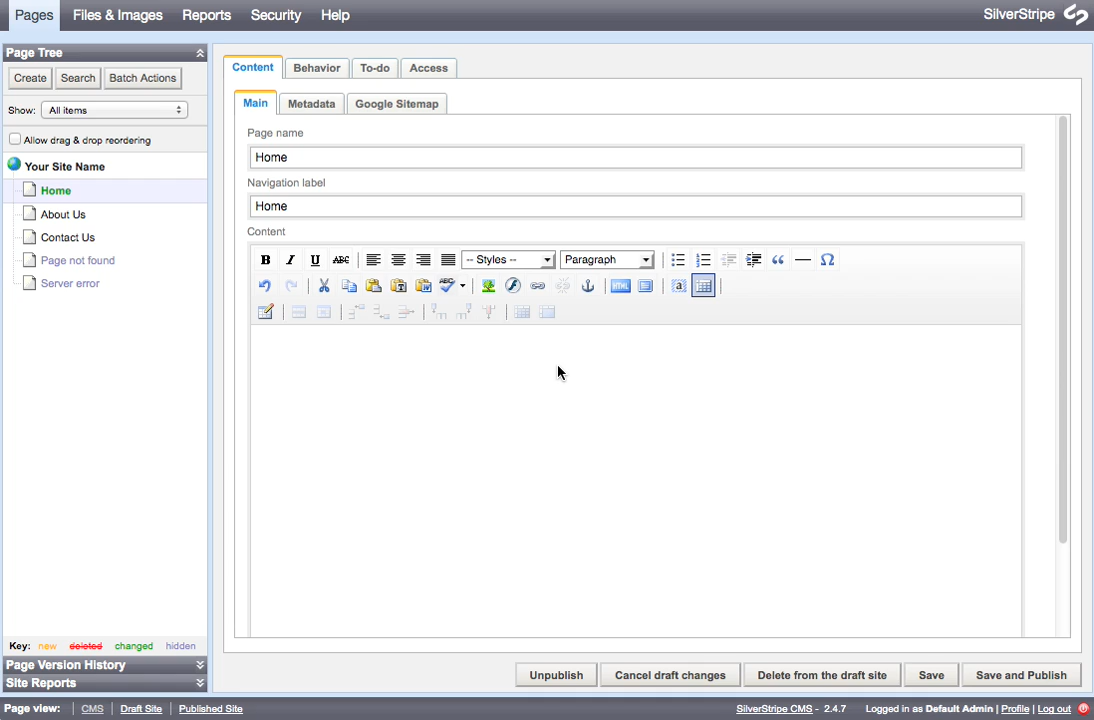 Pages Files & Images Reports Security Help SilverStripe
Page Tree
Create Search Batch Actions
Show: All items
Allow drag & drop reordering
Your Site Name
Home
About Us
Contact Us
Page not found
Server error
Key: new deleted changed hidden
Page Version History
Site Reports
Content Behavior To-do Access
Main Metadata Google Sitemap
Page name
Home
Navigation label
Home
Content
B I U ABC -- Styles -- Paragraph “ Ω
ABC HTML a
Unpublish Cancel draft changes Delete from the draft site Save Save and Publish
Page view: | CMS | Draft Site | Published Site SilverStripe CMS - 2.4.7 Logged in as Default Admin | Profile | Log out